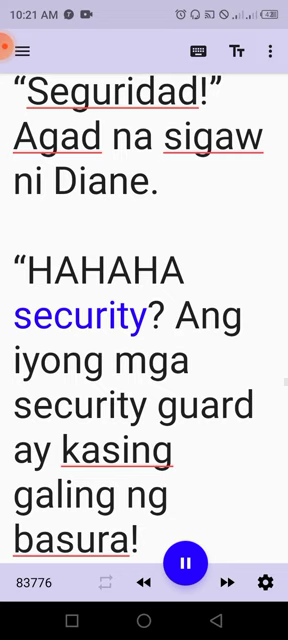 10:21 AM
“Seguridad!”
Agad na sigaw
ni Diane.
“HAHAHA
security? Ang
iyong mga
security guard
ay kasing
galing ng
basura!
83776